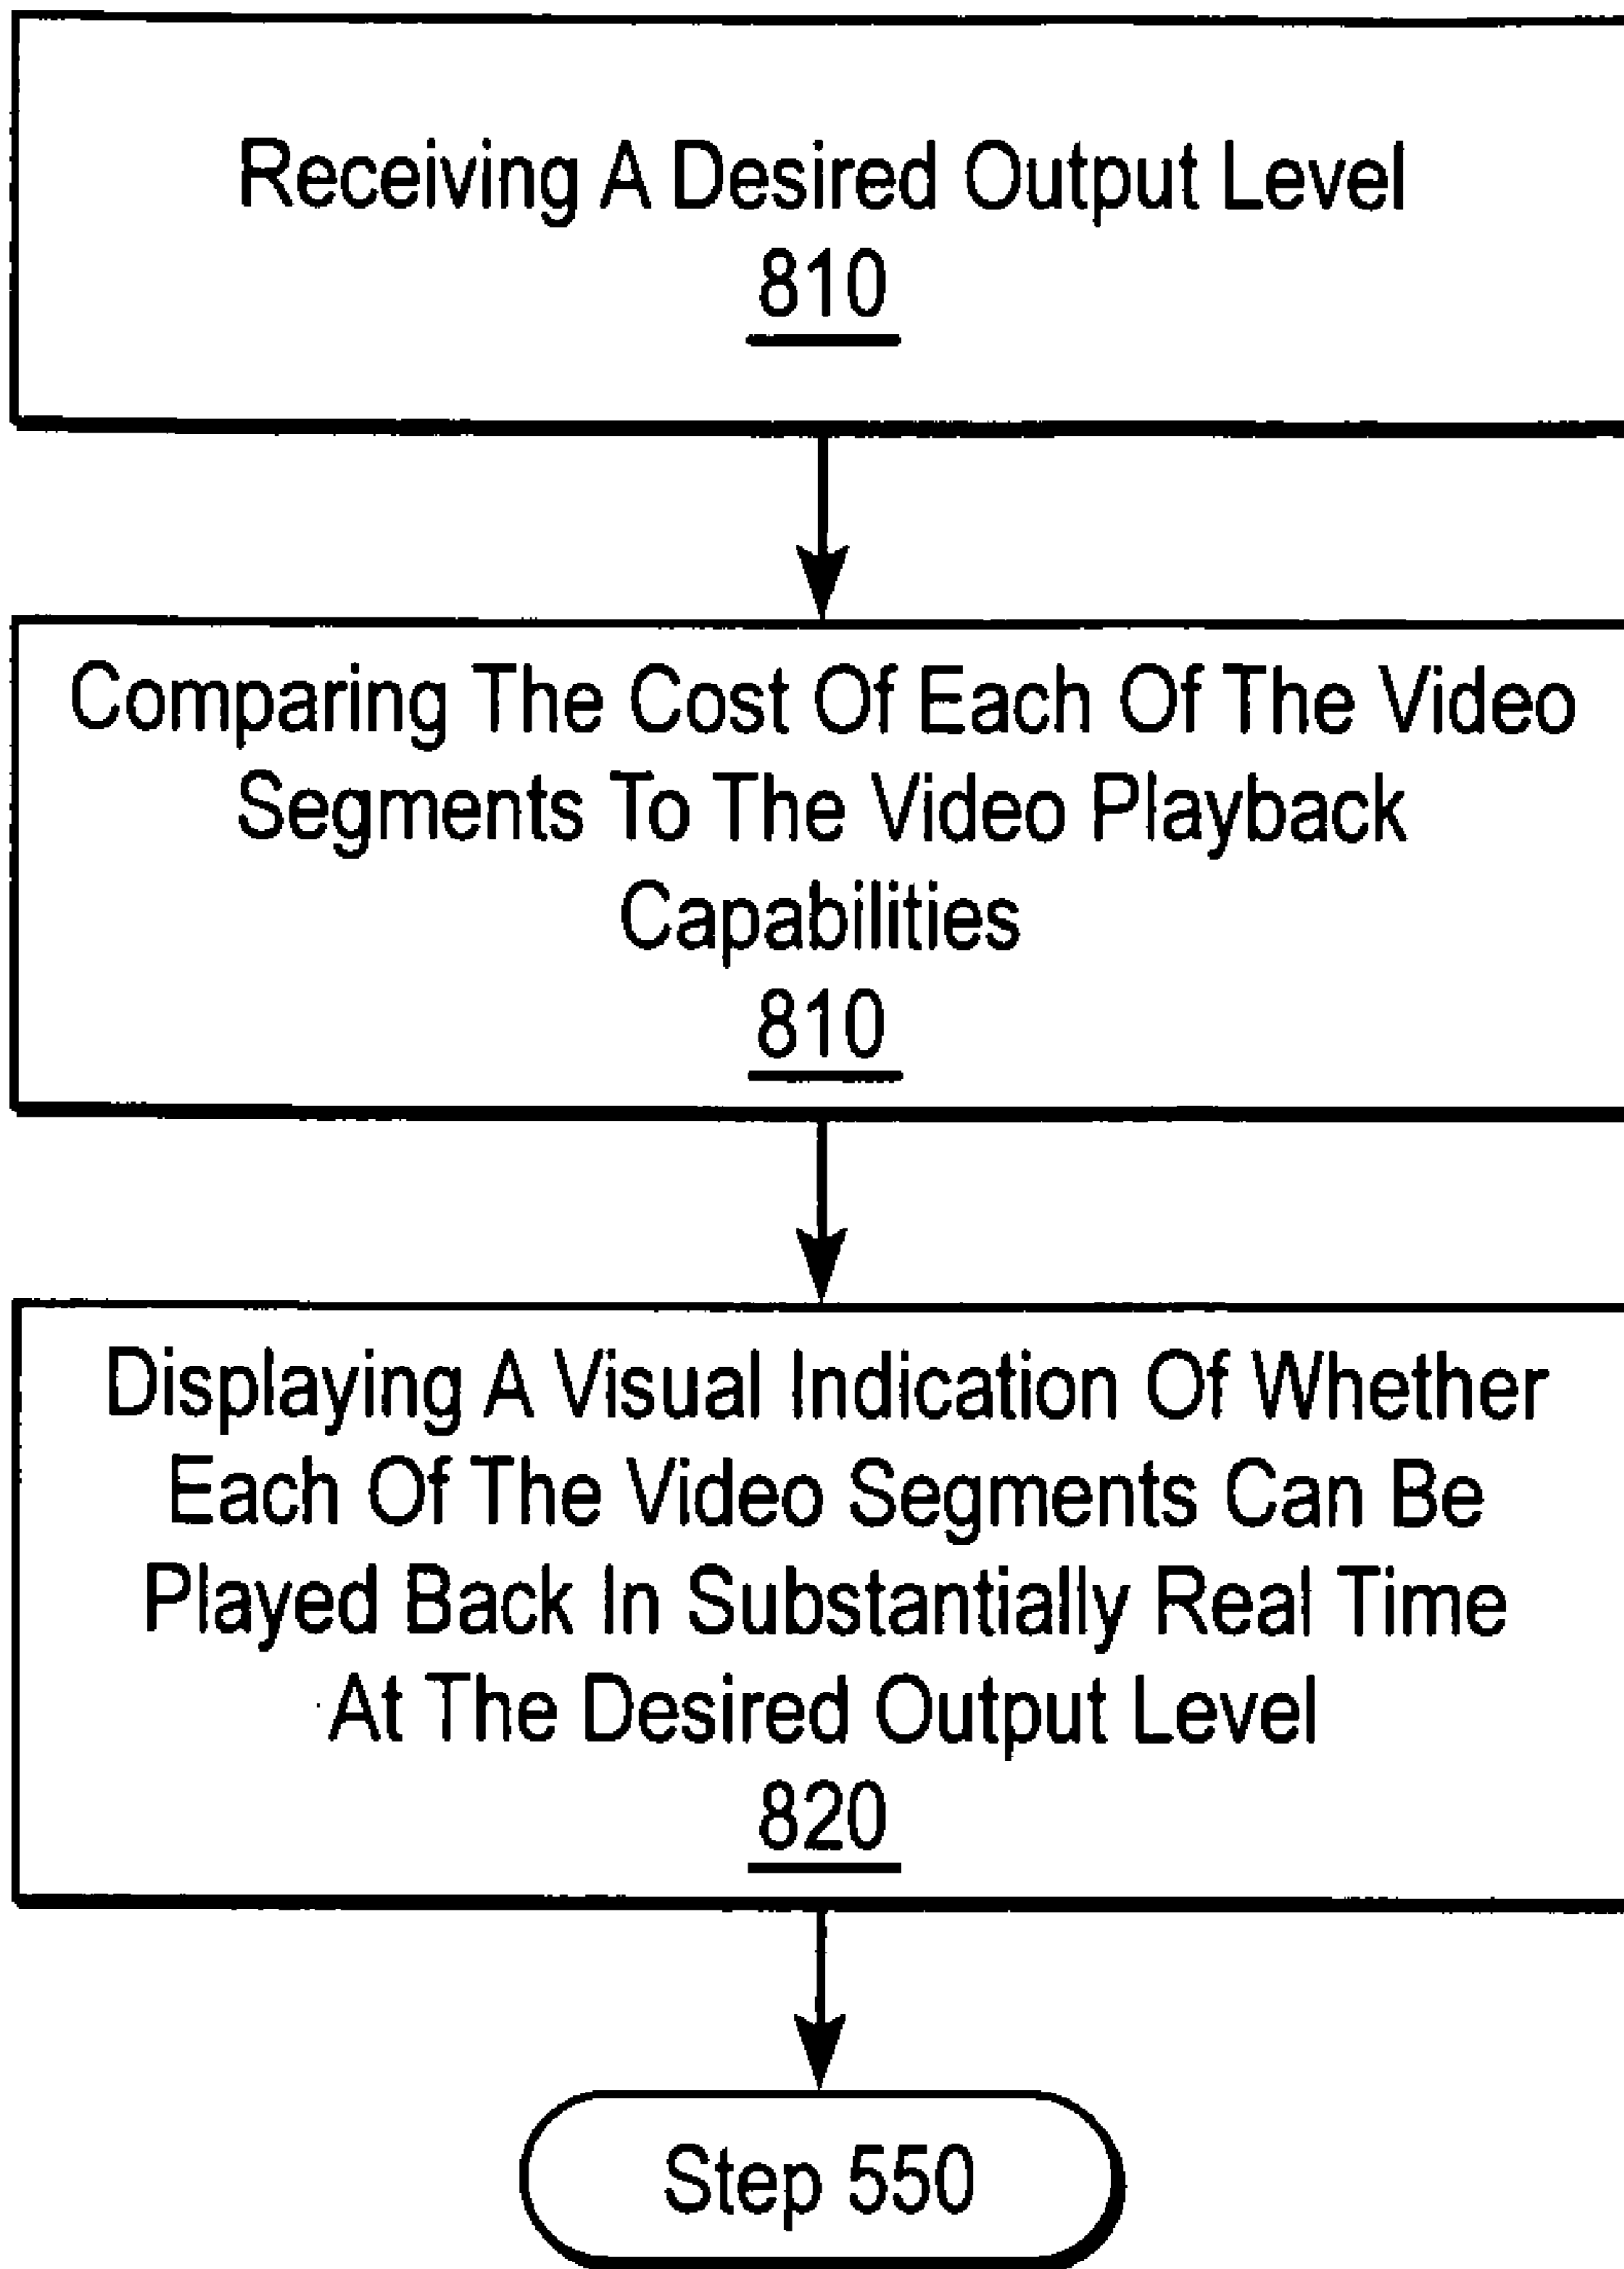 Receiving A Desired Output Level
810
Comparing The Cost Of Each Of The Video
Segments To The Video Playback
Capabilities
810
Displaying A Visual Indication Of Whether
Each Of The Video Segments Can Be
Played Back In Substantially Real Time
At The Desired Output Level
820
Step 550